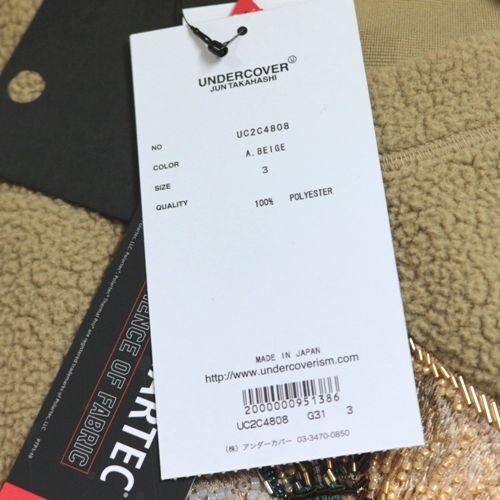 UNDERCOVER U
JUN TAKAHASHI
NO UC2C4808
COLOR A.BEIGE
SIZE 3
QUALITY 100% POLYESTER
MADE IN JAPAN
http://www.undercoverism.com
2000000951386
UC2C4808 G31 3
(株) アンダーカバー 03-3470-0850
ARTEC
IENCE OF FABRIC